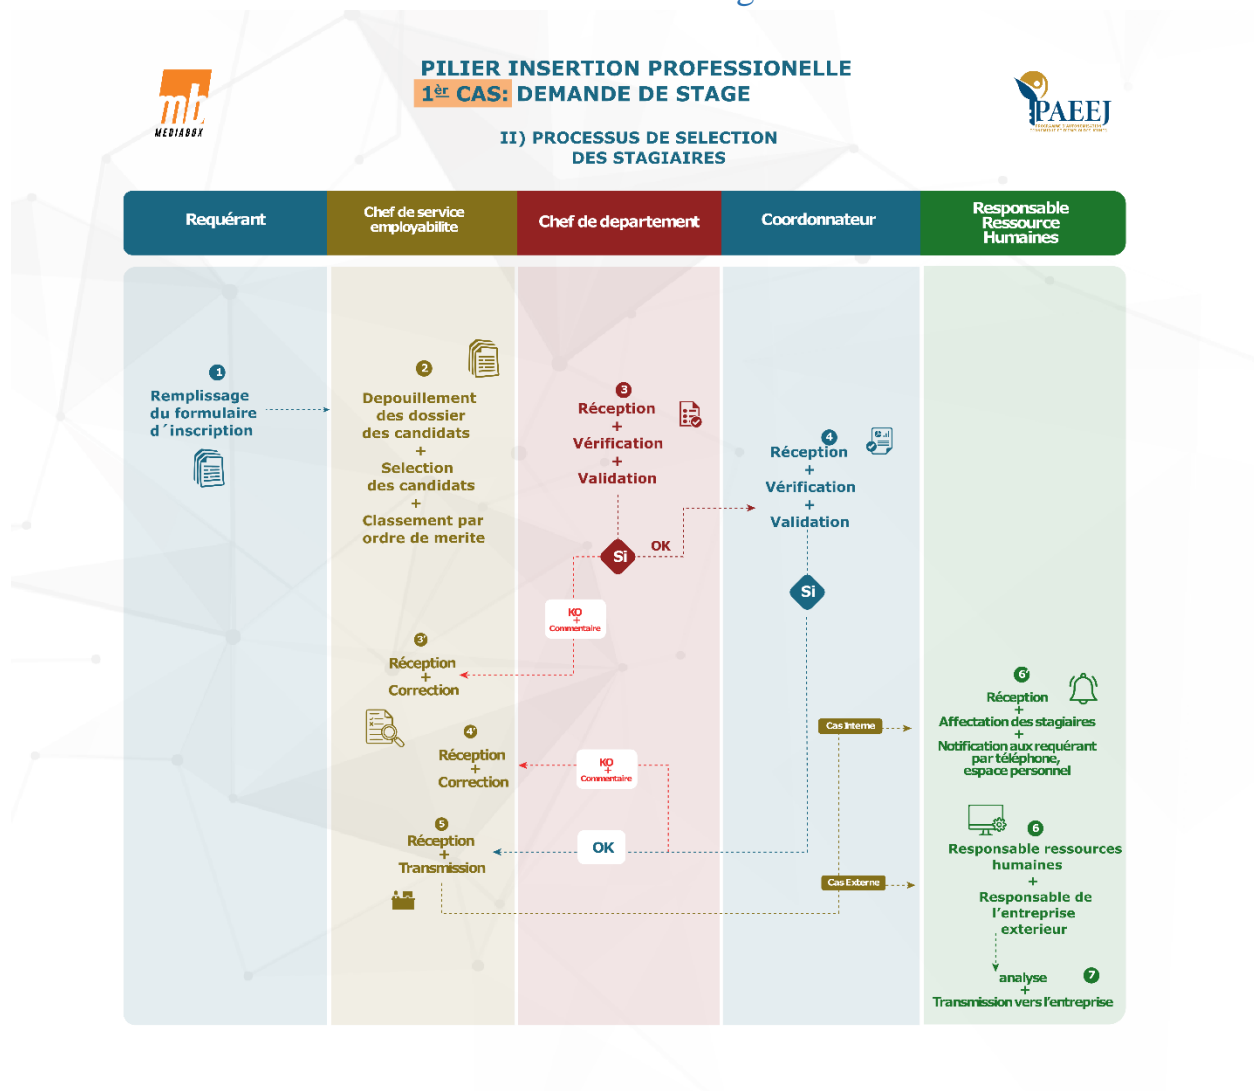 PILIER INSERTION PROFESSIONELLE
1èr CAS: DEMANDE DE STAGE
II) PROCESSUS DE SELECTION
DES STAGIAIRES
mb
MEDIABOX
PAEEJ
Requérant
Chef de service
employabilite
Chef de departement
Coordonnateur
Responsable
Ressource
Humaines
1
Remplissage
du formulaire
d´inscription
2
Depouillement
des dossier
des candidats
+
Selection
des candidats
+
Classement par
ordre de merite
3
Réception
+
Vérification
+
Validation
Si
OK
KO
+
Commentaire
4
Réception
+
Vérification
+
Validation
Si
3'
Réception
+
Correction
4'
Réception
+
Correction
KO
+
Commentaire
5
Réception
+
Transmission
OK
Cas Interne
Cas Externe
6'
Réception
+
Affectation des stagiaires
+
Notification aux requérant
par téléphone,
espace personnel
6
Responsable ressources
humaines
+
Responsable de
l'entreprise
exterieur
analyse
7
+
Transmission vers l'entreprise